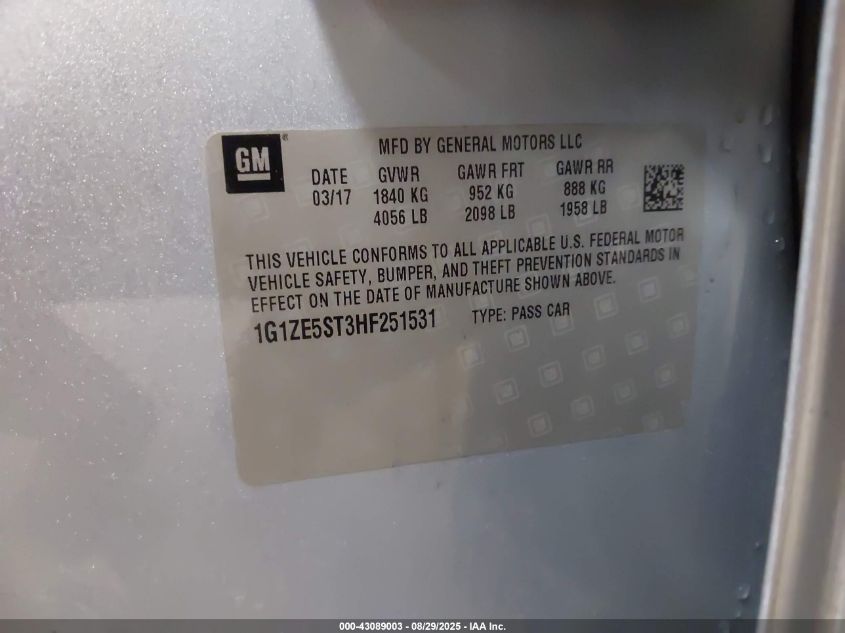 GM
MFD BY GENERAL MOTORS LLC
DATE GVWR GAWR FRT GAWR RR
03/17 1840 KG 952 KG 888 KG
4056 LB 2098 LB 1958 LB
THIS VEHICLE CONFORMS TO ALL APPLICABLE U.S. FEDERAL MOTOR
VEHICLE SAFETY, BUMPER, AND THEFT PREVENTION STANDARDS IN
EFFECT ON THE DATE OF MANUFACTURE SHOWN ABOVE.
1G1ZE5ST3HF251531 TYPE: PASS CAR
000-43089003 - 08/29/2025 - IAA Inc.